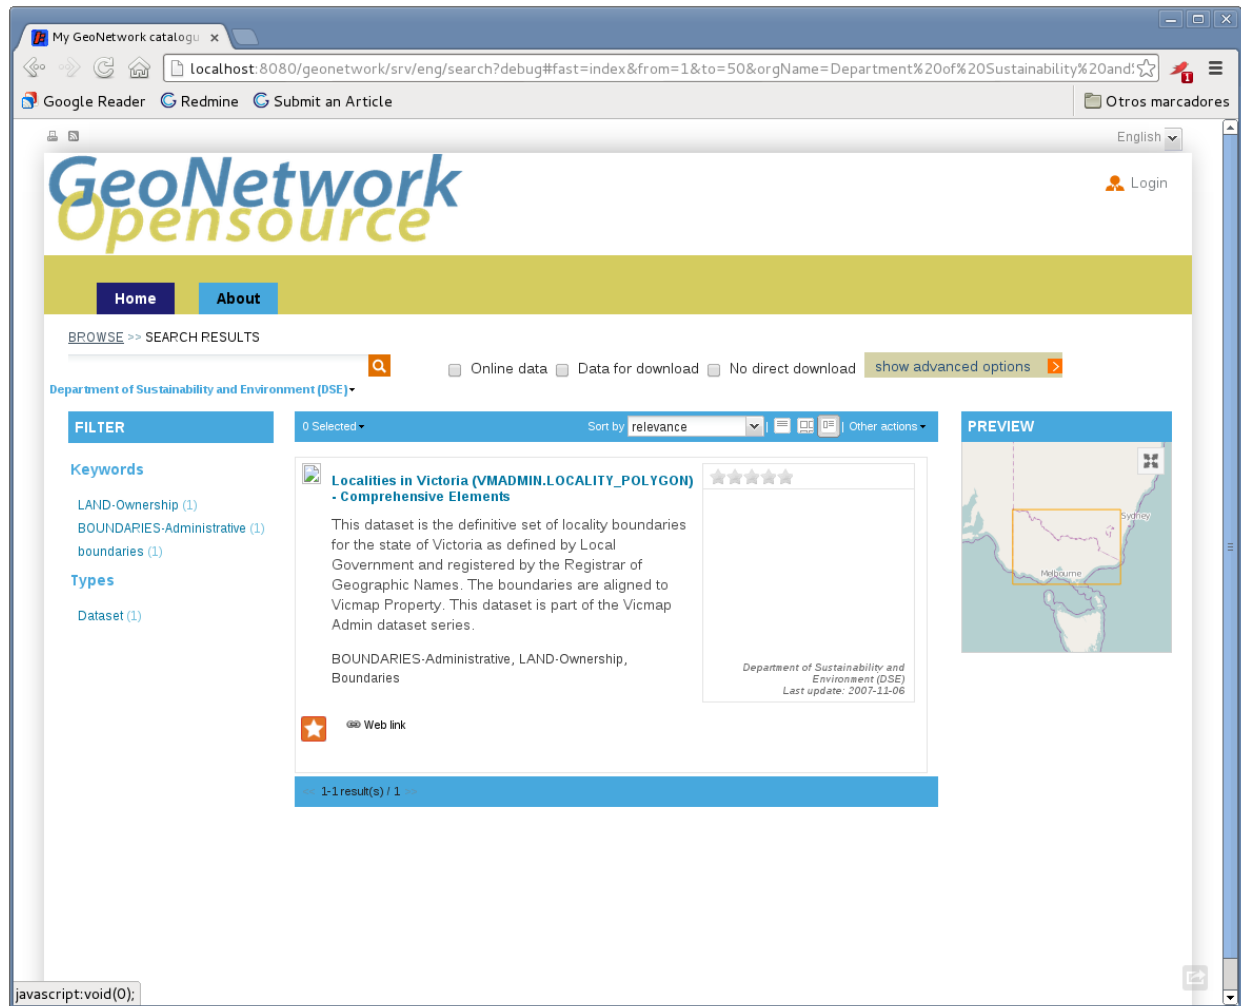 My GeoNetwork catalogu
localhost:8080/geonetwork/srv/eng/search?debug#fast=index&from=1&to=50&orgName=Department%20of%20Sustainability%20and%
1
Google Reader
Redmine
Submit an Article
Otros marcadores
English
GeoNetwork
Opensource
Login
Home
About
BROWSE >> SEARCH RESULTS
Online data
Data for download
No direct download
show advanced options
Department of Sustainability and Environment (DSE)
FILTER
0 Selected
Sort by relevance
Other actions
PREVIEW
Keywords
LAND-Ownership (1)
BOUNDARIES-Administrative (1)
boundaries (1)
Types
Dataset (1)
Localities in Victoria (VMADMIN.LOCALITY_POLYGON)
- Comprehensive Elements
This dataset is the definitive set of locality boundaries
for the state of Victoria as defined by Local
Government and registered by the Registrar of
Geographic Names. The boundaries are aligned to
Vicmap Property. This dataset is part of the Vicmap
Admin dataset series.
BOUNDARIES-Administrative, LAND-Ownership,
Boundaries
Department of Sustainability and
Environment (DSE)
Last update: 2007-11-06
Web link
Sydney
Melbourne
1-1 result(s) / 1
javascript:void(0);